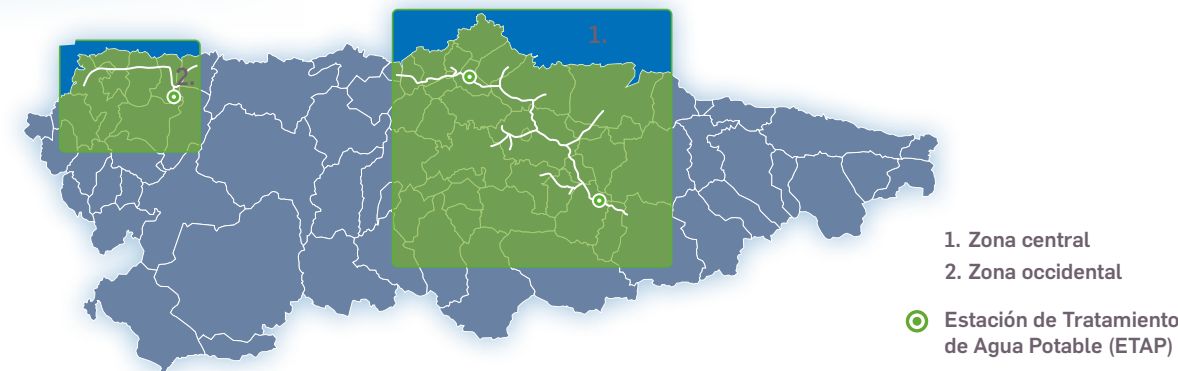 1.
2.
1. Zona central
2. Zona occidental
Estación de Tratamiento
de Agua Potable (ETAP)